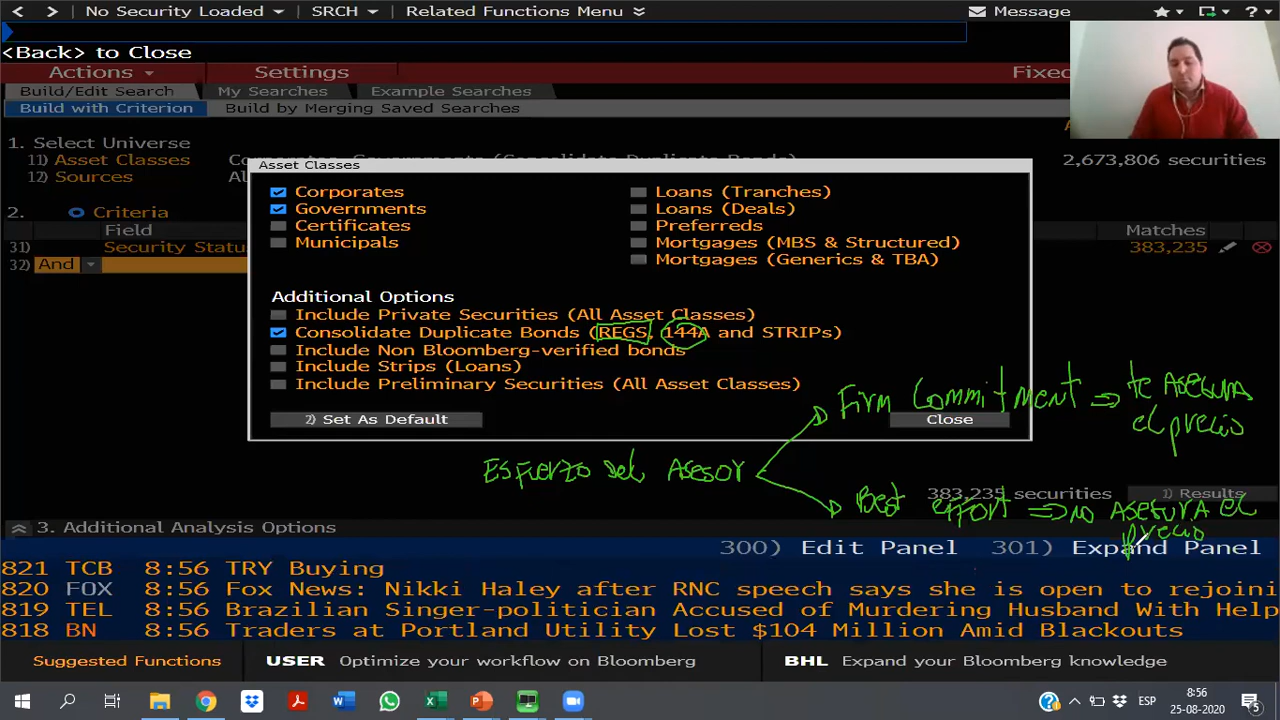 No Security Loaded SRCH Related Functions Menu Message
<Back> to Close
Actions Settings Fixed
Build/Edit Search My Searches Example Searches
Build with Criterion Build by Merging Saved Searches
1. Select Universe
11) Asset Classes 2,673,806 securities
12) Sources
2. Criteria
Field Matches
31) Security Status 383,235
32) And
Asset Classes
Corporates Loans (Tranches)
Governments Loans (Deals)
Certificates Preferreds
Municipals Mortgages (MBS & Structured)
Mortgages (Generics & TBA)
Additional Options
Include Private Securities (All Asset Classes)
Consolidate Duplicate Bonds (REGS, 144A and STRIPs)
Include Non Bloomberg-verified bonds
Include Strips (Loans)
Include Preliminary Securities (All Asset Classes)
2) Set As Default Close
Firm Commitment => te ASEGURA
el precio
Esfuerzo del Asesor
Best effort => no ASEGURA el
precio
383,235 securities 1) Results
3. Additional Analysis Options
300) Edit Panel 301) Expand Panel
821 TCB 8:56 TRY Buying
820 FOX 8:56 Fox News: Nikki Haley after RNC speech says she is open to rejoini
819 TEL 8:56 Brazilian Singer-politician Accused of Murdering Husband With Help
818 BN 8:56 Traders at Portland Utility Lost $104 Million Amid Blackouts
Suggested Functions USER Optimize your workflow on Bloomberg BHL Expand your Bloomberg knowledge
ESP 8:56
25-08-2020 5